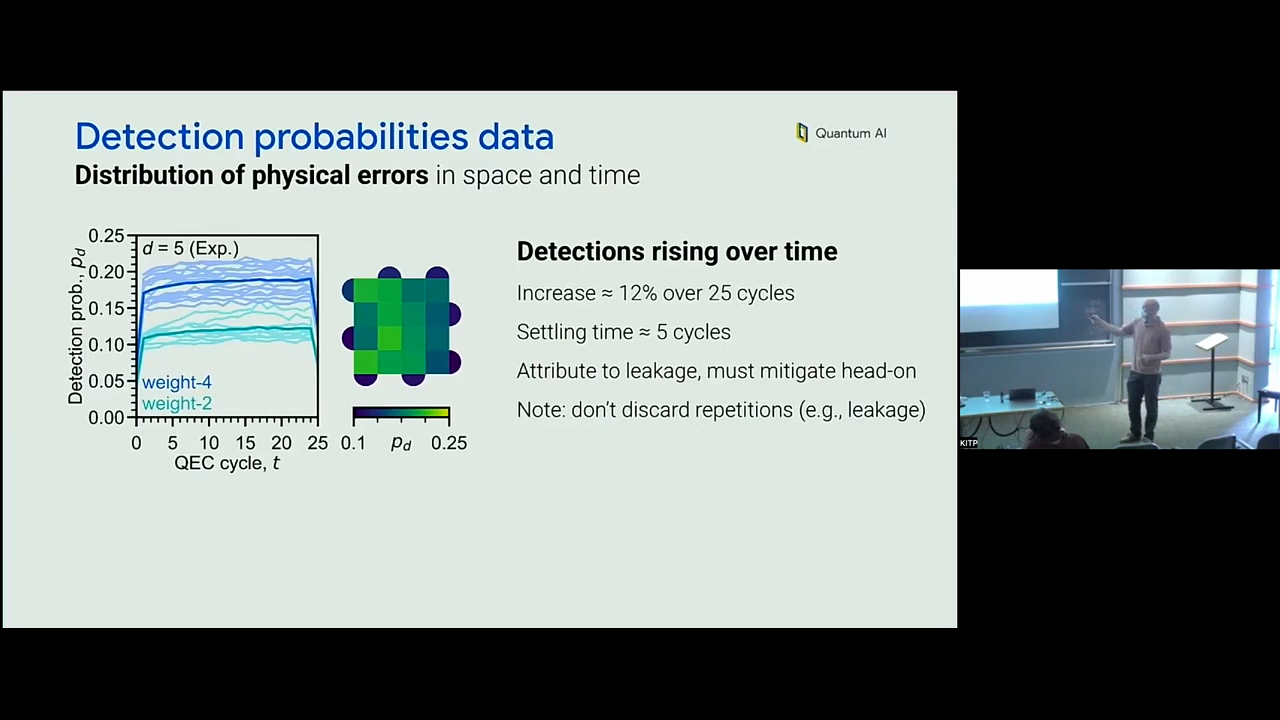 Detection probabilities data
Quantum AI
Distribution of physical errors in space and time
Detection prob., p_d
0.25
0.20
0.15
0.10
0.05
0.00
d = 5 (Exp.)
weight-4
weight-2
0 5 10 15 20 25
QEC cycle, t
0.1 p_d 0.25
Detections rising over time
Increase ≈ 12% over 25 cycles
Settling time ≈ 5 cycles
Attribute to leakage, must mitigate head-on
Note: don't discard repetitions (e.g., leakage)
KITP